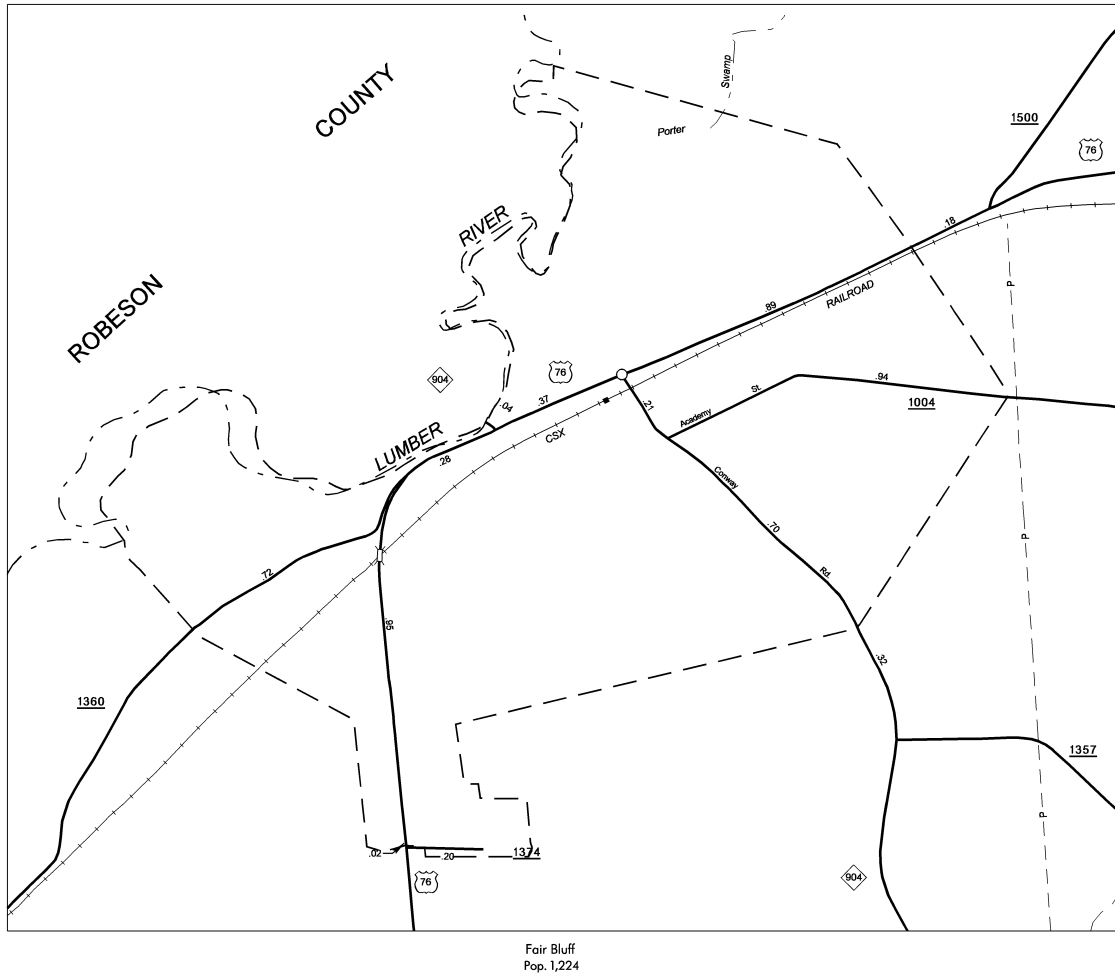 COUNTY
ROBESON
Swamp
Porter
1500
76
RIVER
.18
RAILROAD
P
.89
904
76
.04
.37
LUMBER
.28
CSX
.21
Academy St.
.94
1004
Conway Rd.
.70
P
.72
.95
.32
1360
1357
P
.02
.20
1374
76
904
Fair Bluff
Pop. 1,224